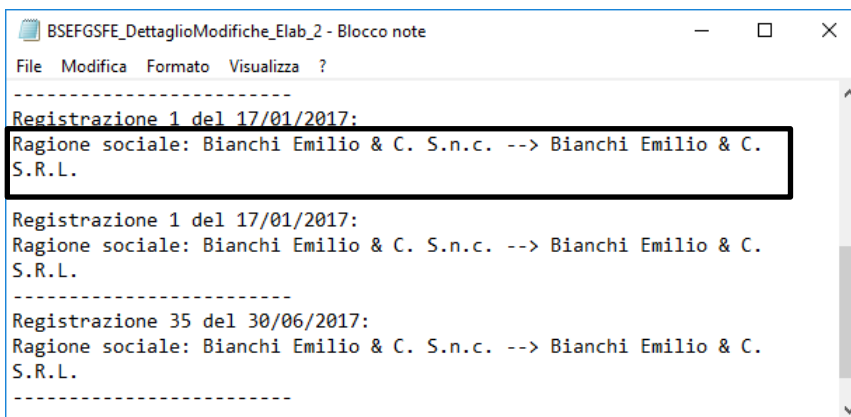 BSEFGSFE_DettaglioModifiche_Elab_2 - Blocco note
File Modifica Formato Visualizza ?
-------------------------
Registrazione 1 del 17/01/2017:
Ragione sociale: Bianchi Emilio & C. S.n.c. --> Bianchi Emilio & C.
S.R.L.
Registrazione 1 del 17/01/2017:
Ragione sociale: Bianchi Emilio & C. S.n.c. --> Bianchi Emilio & C.
S.R.L.
-------------------------
Registrazione 35 del 30/06/2017:
Ragione sociale: Bianchi Emilio & C. S.n.c. --> Bianchi Emilio & C.
S.R.L.
-------------------------